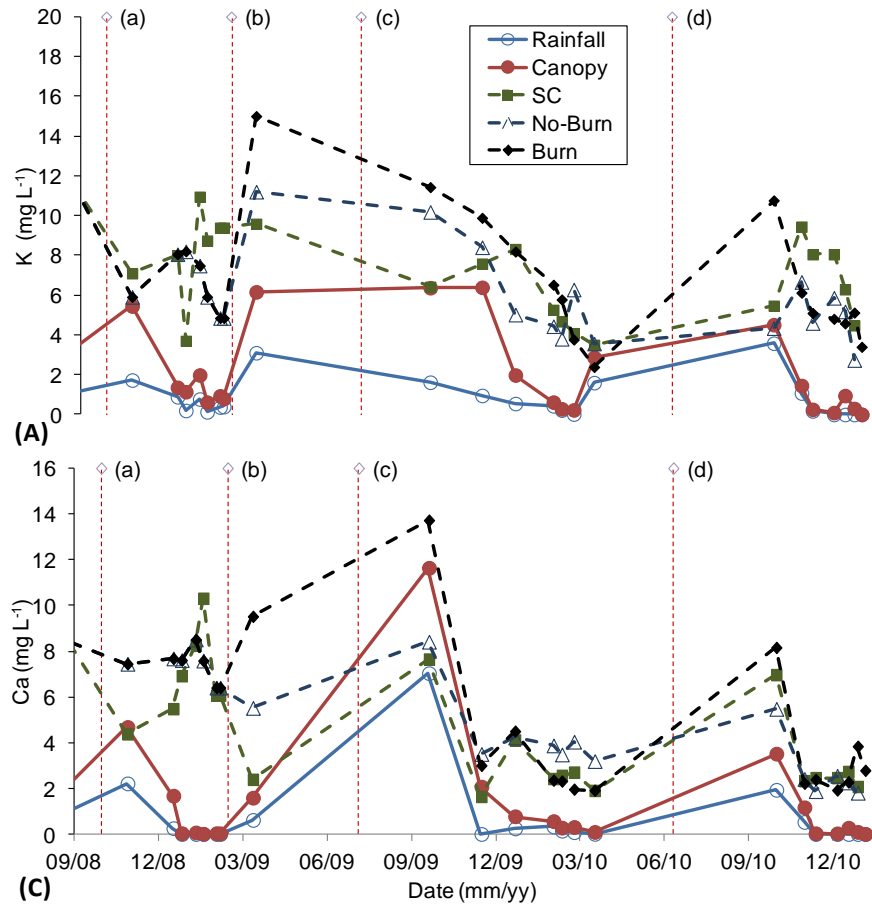 20
18
16
14
12
10
8
6
4
2
0
K (mg L-1)
(a)
(b)
(c)
(d)
Rainfall
Canopy
SC
No-Burn
Burn
(A)
16
14
12
10
8
6
4
2
0
Ca (mg L-1)
(a)
(b)
(c)
(d)
09/08
12/08
03/09
06/09
09/09
12/09
03/10
06/10
09/10
12/10
(C)
Date (mm/yy)